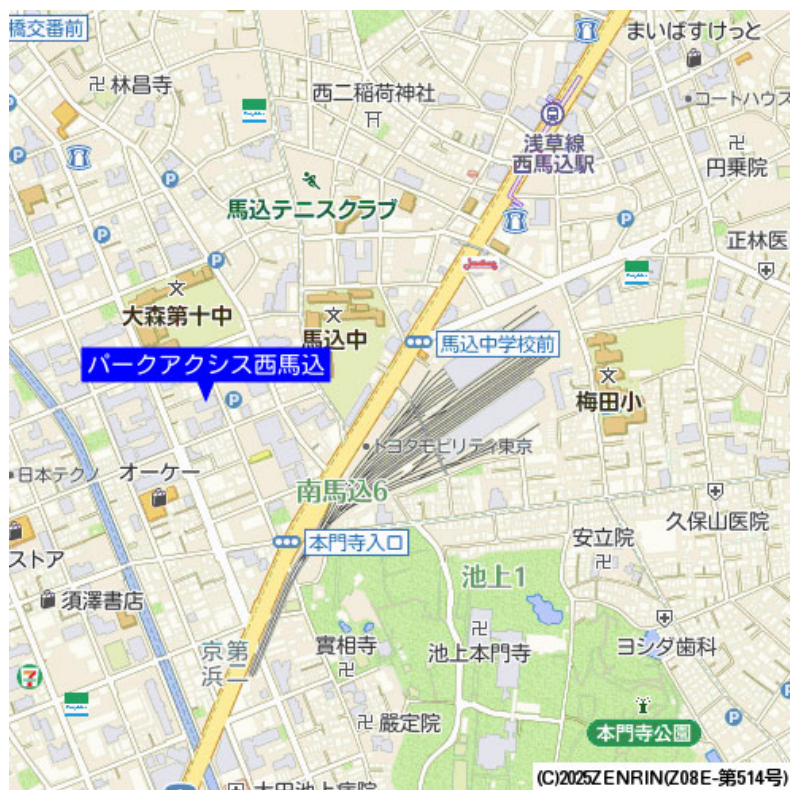 橋交番前
まいばすけっと
林昌寺
コートハウス
西二稲荷神社
浅草線
西馬込駅
円乗院
馬込テニスクラブ
正林医
大森第十中
馬込中
馬込中学校前
パークアクシス西馬込
梅田小
トヨタモビリティ東京
日本テクノ
オーケー
南馬込6
久保山医院
本門寺入口
安立院
ストア
池上1
須澤書店
實相寺
池上本門寺
ヨシダ歯科
第二
京浜
嚴定院
本門寺公園
大田池上病院
(C)2025ZENRIN(Z08E-第514号)